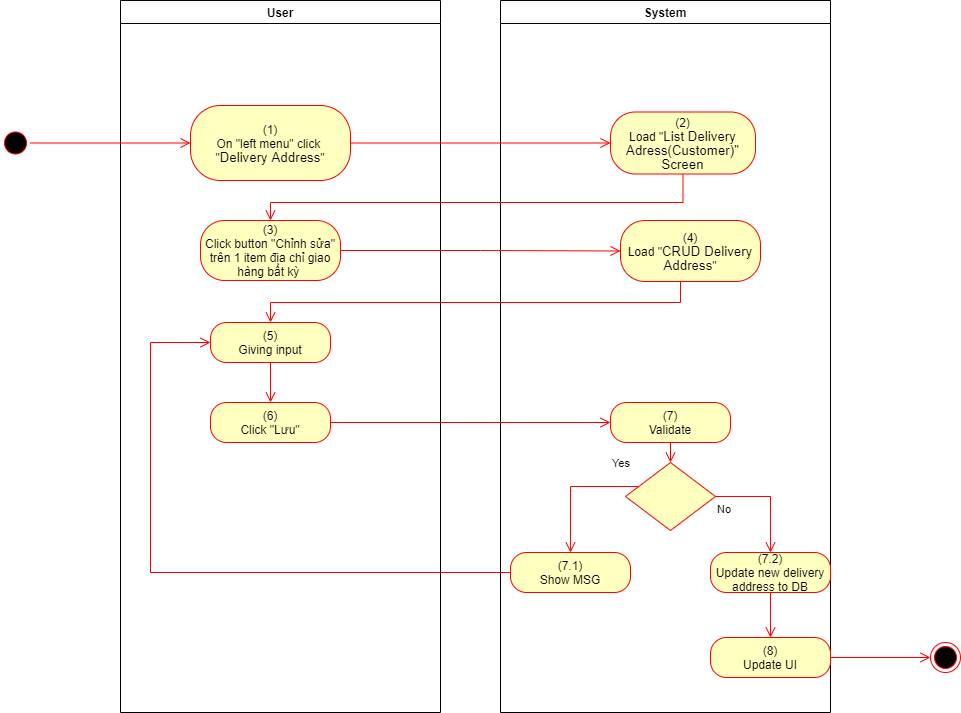 User
System
(1)
On "left menu" click
"Delivery Address"
(2)
Load "List Delivery
Adress(Customer)"
Screen
(3)
Click button "Chỉnh sửa"
trên 1 item địa chỉ giao
hàng bất kỳ
(4)
Load "CRUD Delivery
Address"
(5)
Giving input
(6)
Click "Lưu"
(7)
Validate
Yes
No
(7.1)
Show MSG
(7.2)
Update new delivery
address to DB
(8)
Update UI